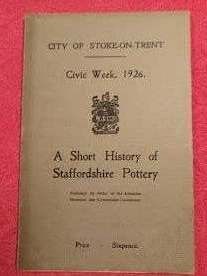 CITY OF STOKE-ON-TRENT
Civic Week, 1926.
A Short History of
Staffordshire Pottery
Price - Sixpence.